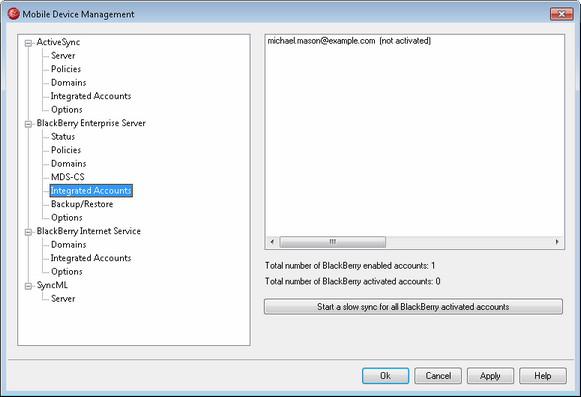 Mobile Device Management
ActiveSync
Server
Policies
Domains
Integrated Accounts
Options
BlackBerry Enterprise Server
Status
Policies
Domains
MDS-CS
Integrated Accounts
Backup/Restore
Options
BlackBerry Internet Service
Domains
Integrated Accounts
Options
SyncML
Server
michael.mason@example.com (not activated)
Total number of BlackBerry enabled accounts: 1
Total number of BlackBerry activated accounts: 0
Start a slow sync for all BlackBerry activated accounts
Ok
Cancel
Apply
Help